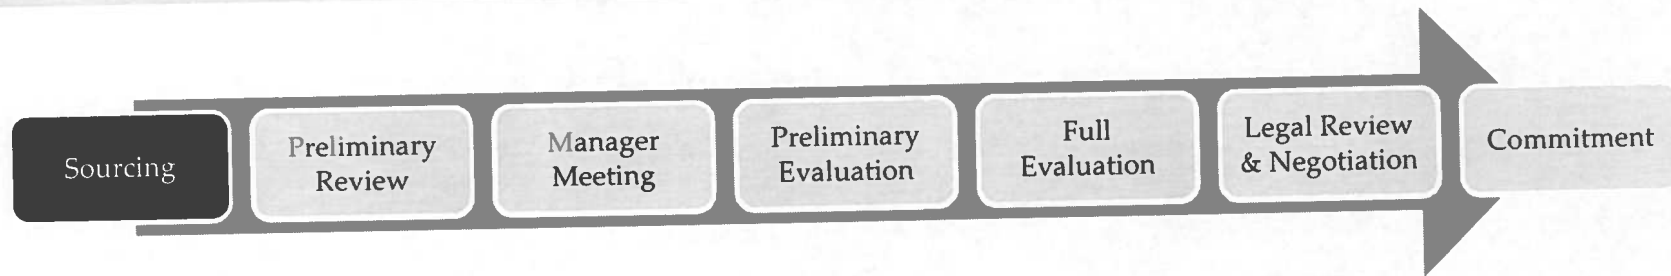 Sourcing
Preliminary
Review
Manager
Meeting
Preliminary
Evaluation
Full
Evaluation
Legal Review
& Negotiation
Commitment